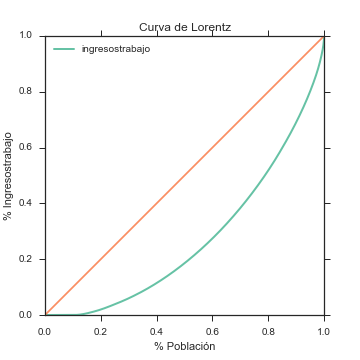 Curva de Lorentz
ingresostrabajo
% Ingresostrabajo
1.0
0.8
0.6
0.4
0.2
0.0
0.0 0.2 0.4 0.6 0.8 1.0
% Población